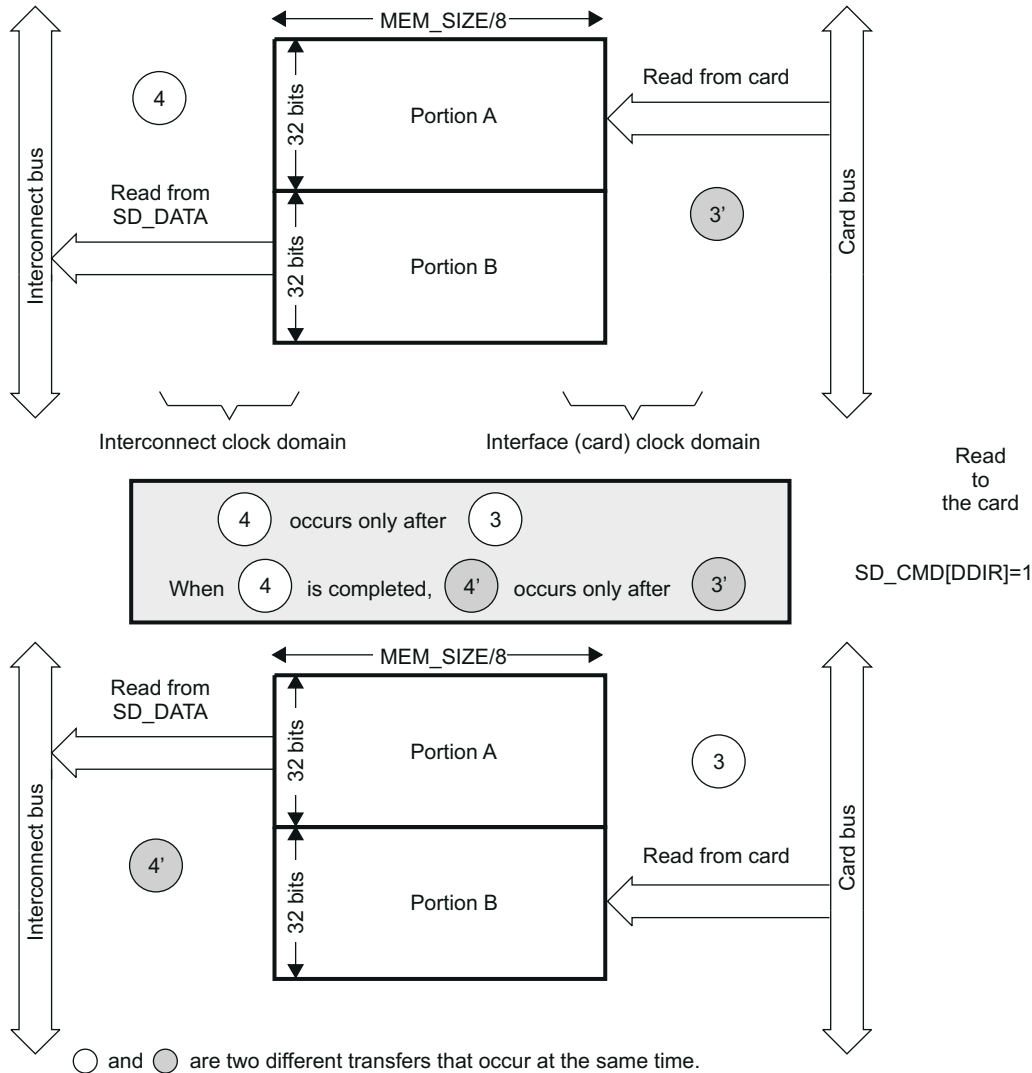 MEM_SIZE/8
4
Read from card
32 bits
Portion A
Interconnect bus
Read from
SD_DATA
3’
Card bus
32 bits
Portion B
Interconnect clock domain
Interface (card) clock domain
Read
to
the card
4 occurs only after 3
When 4 is completed, 4’ occurs only after 3’
SD_CMD[DDIR]=1
MEM_SIZE/8
Read from
SD_DATA
32 bits
Portion A
3
Interconnect bus
4’
Read from card
Card bus
32 bits
Portion B
and are two different transfers that occur at the same time.